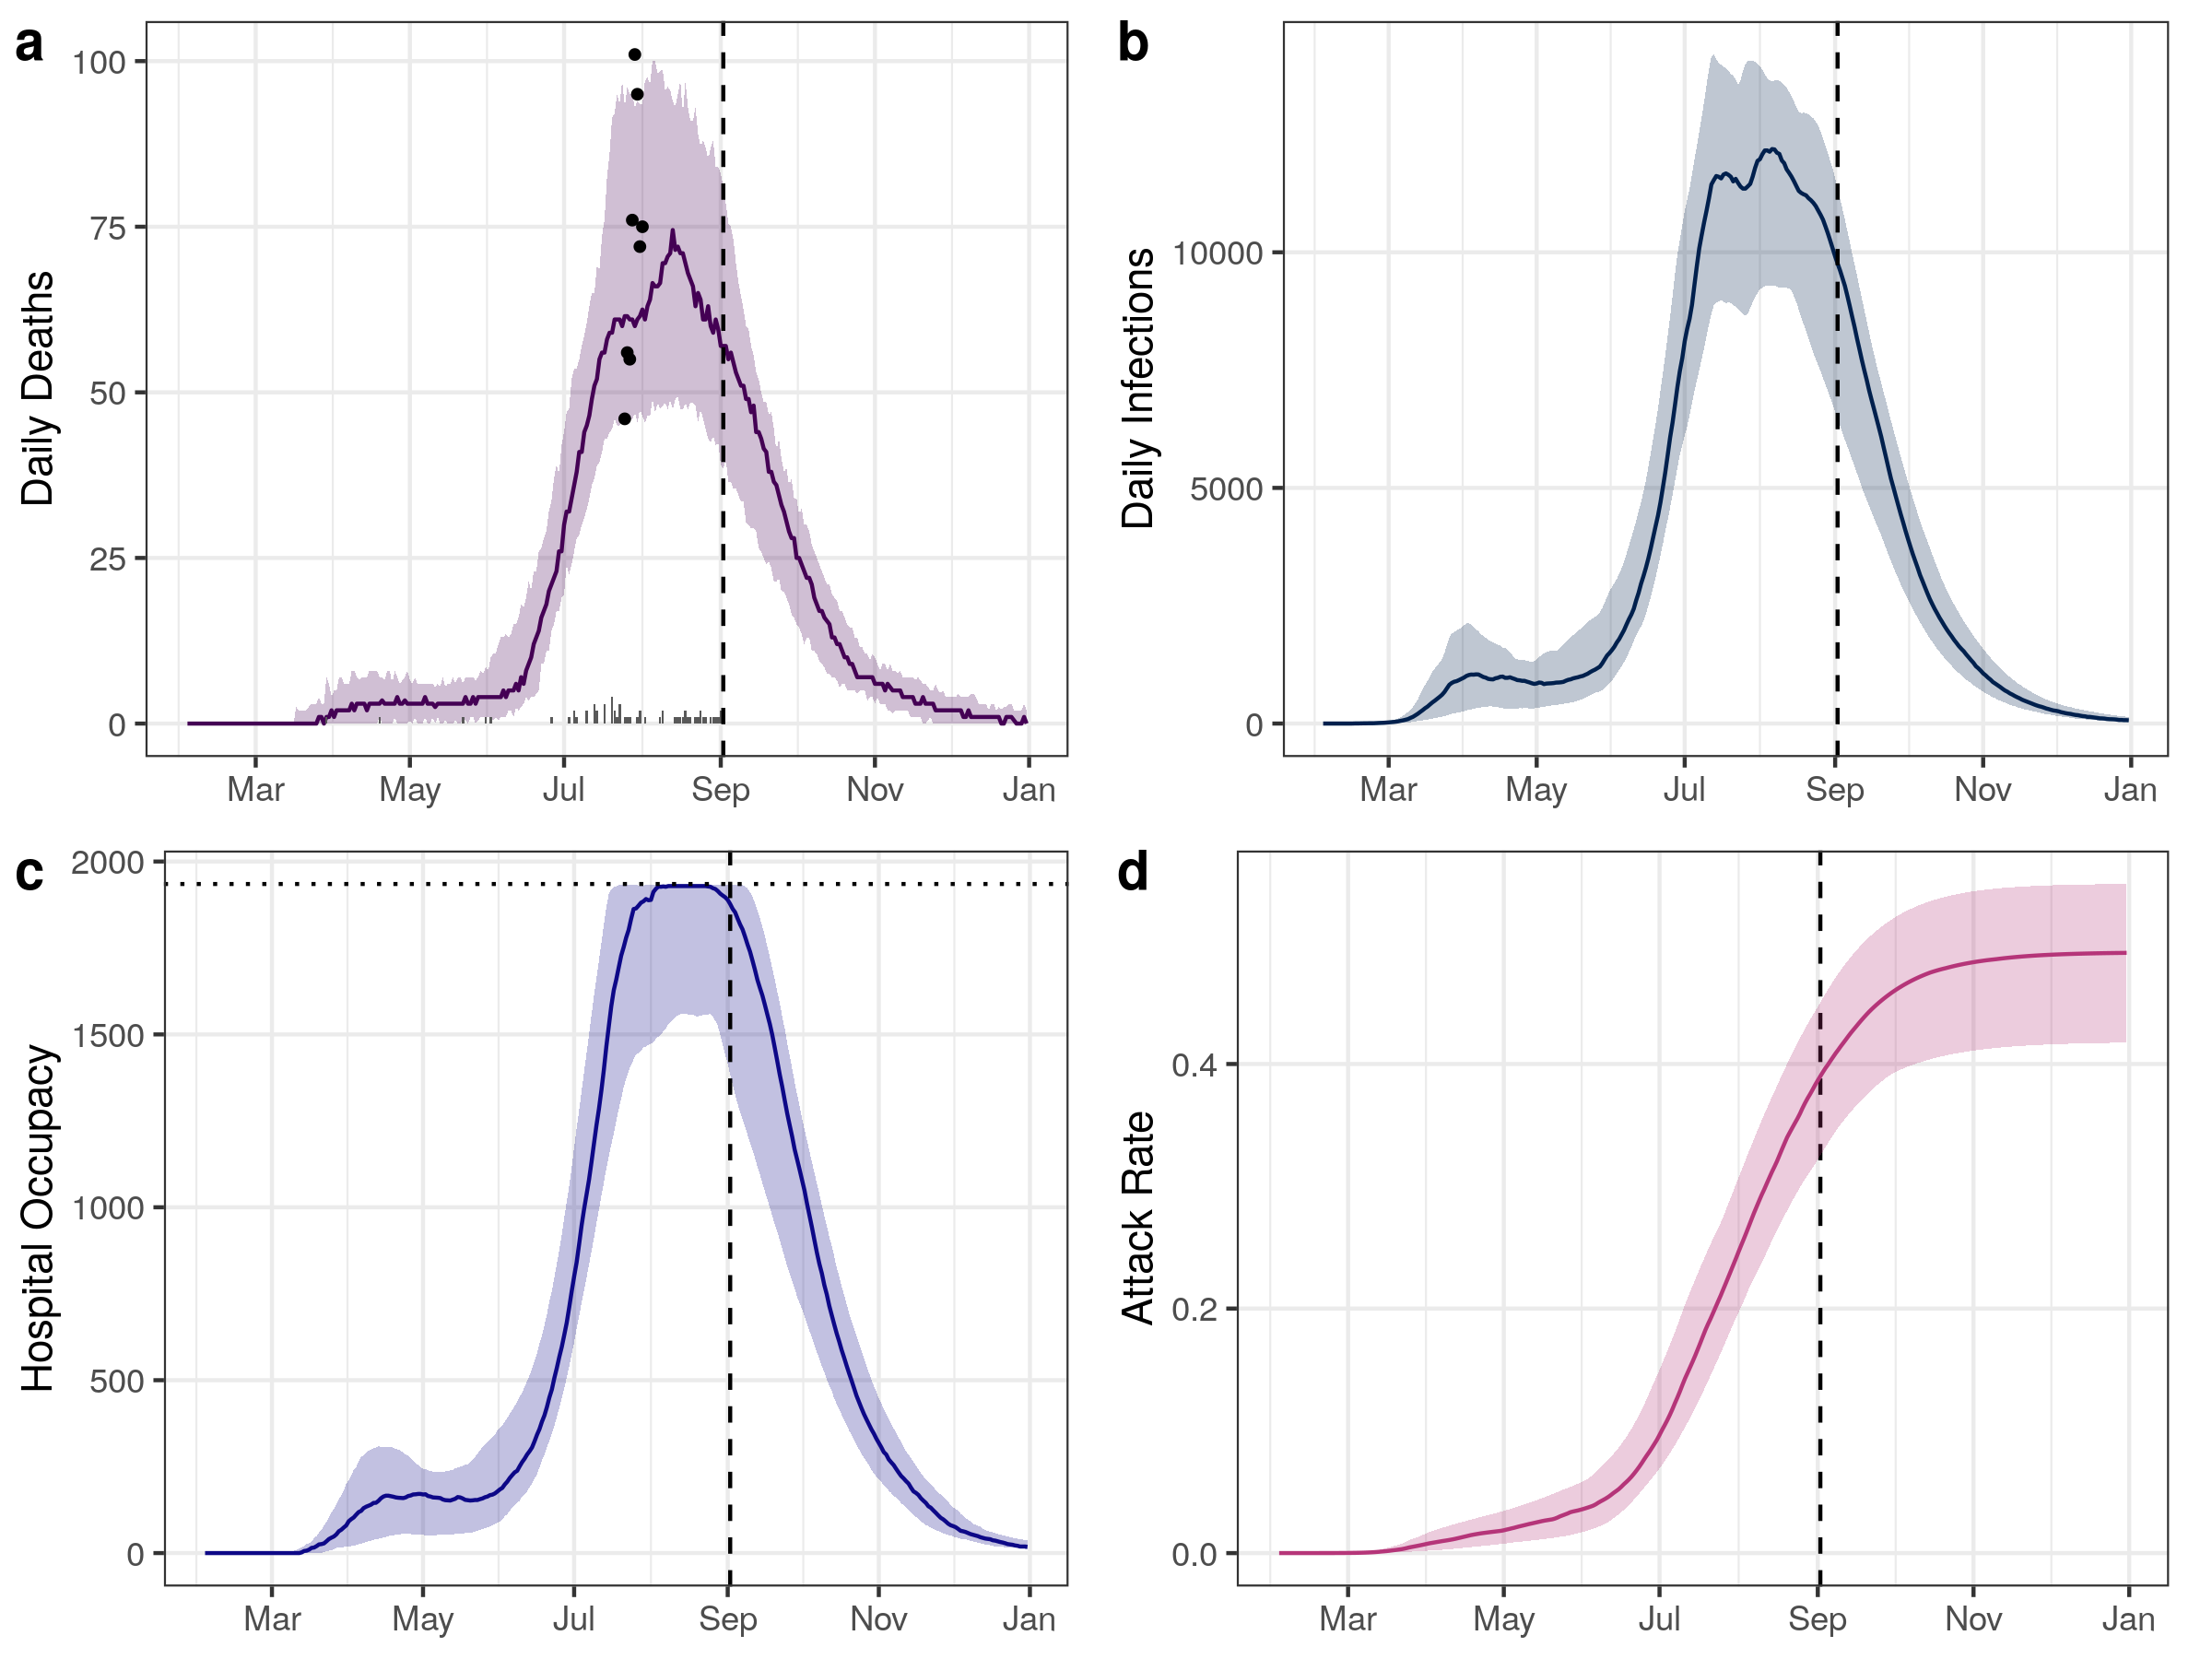 a
Daily Deaths
100
75
50
25
0
Mar May Jul Sep Nov Jan
b
Daily Infections
10000
5000
0
Mar May Jul Sep Nov Jan
c
Hospital Occupacy
2000
1500
1000
500
0
Mar May Jul Sep Nov Jan
d
Attack Rate
0.4
0.2
0.0
Mar May Jul Sep Nov Jan